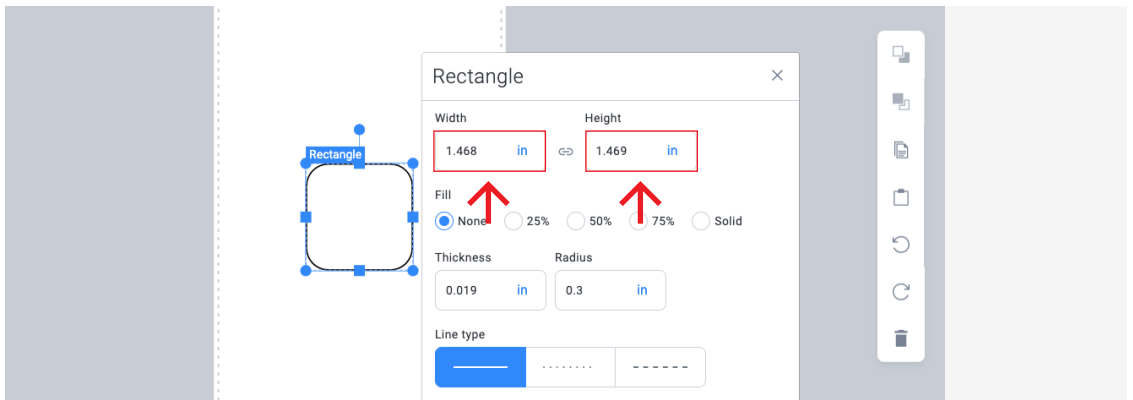 Rectangle
Rectangle
Width Height
1.468 in 1.469 in
Fill
None 25% 50% 75% Solid
Thickness Radius
0.019 in 0.3 in
Line type